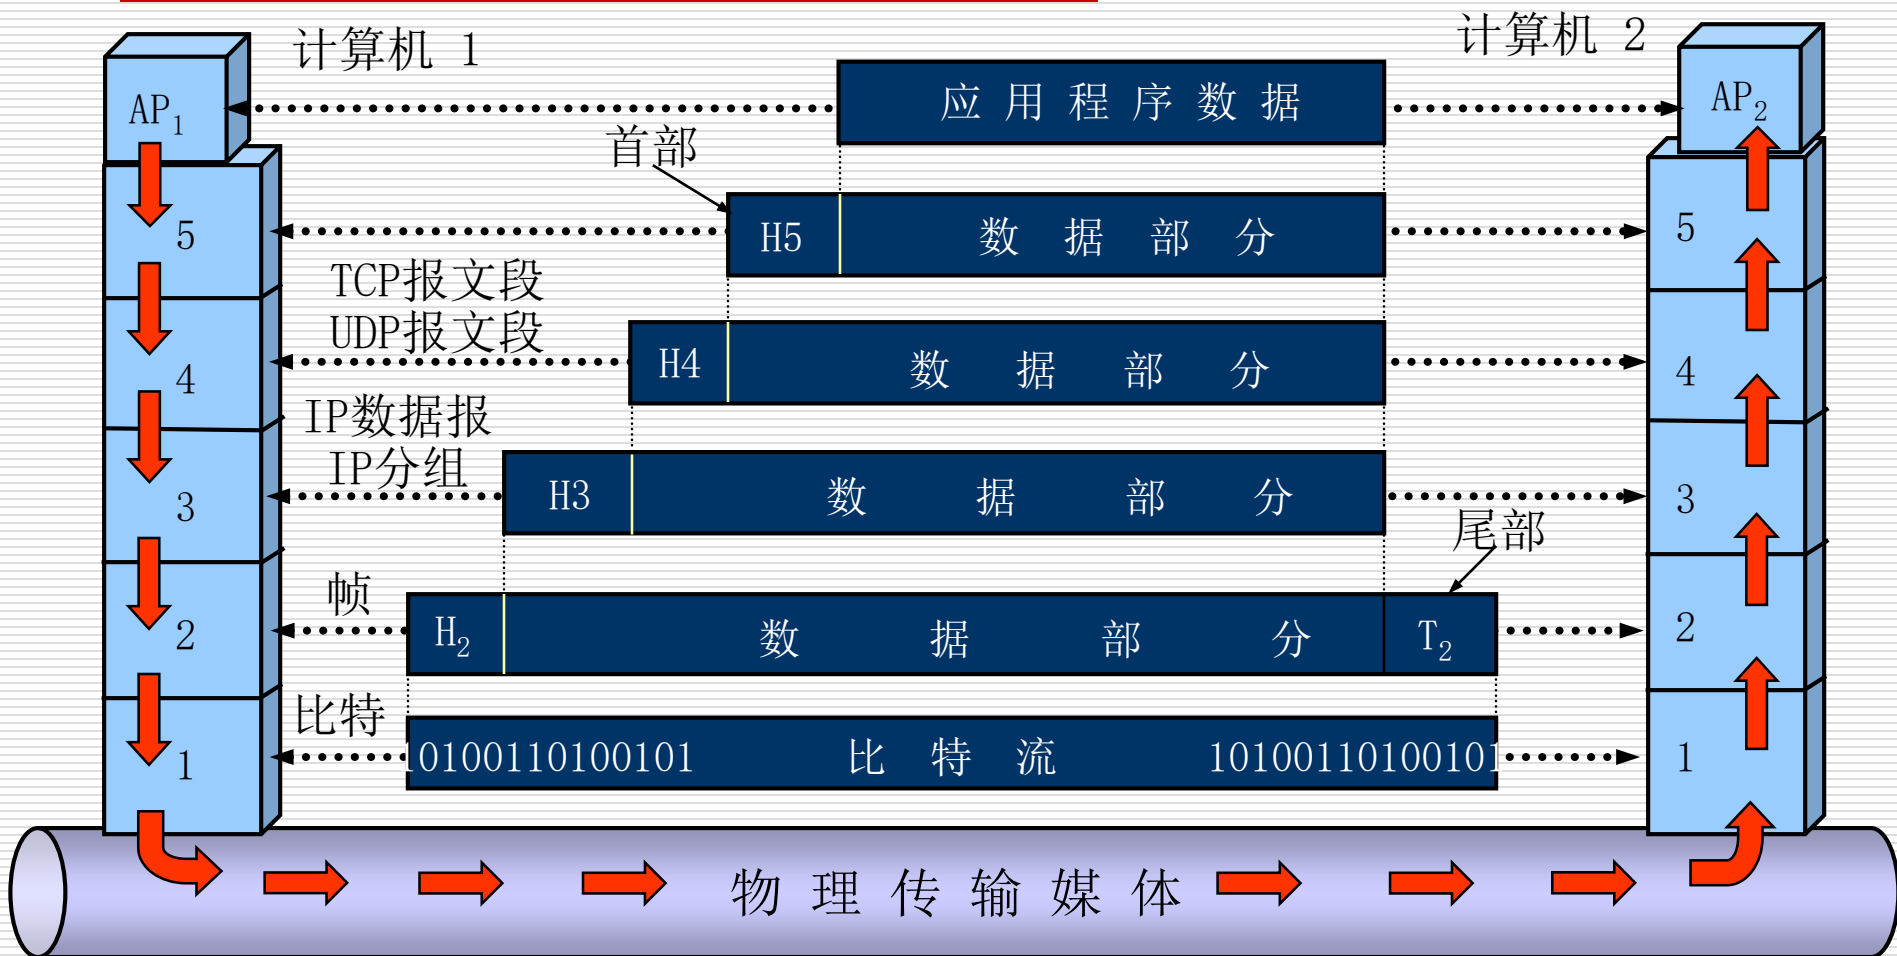 计算机 1
计算机 2
AP1
应用程序数据
AP2
首部
5
H5 数据部分
5
TCP报文段
UDP报文段
4
H4 数据部分
4
IP数据报
IP分组
3
H3 数据部分
3
尾部
帧
2
H2 数据部分 T2
2
比特
1
10100110100101 比特流 10100110100101
1
物理传输媒体